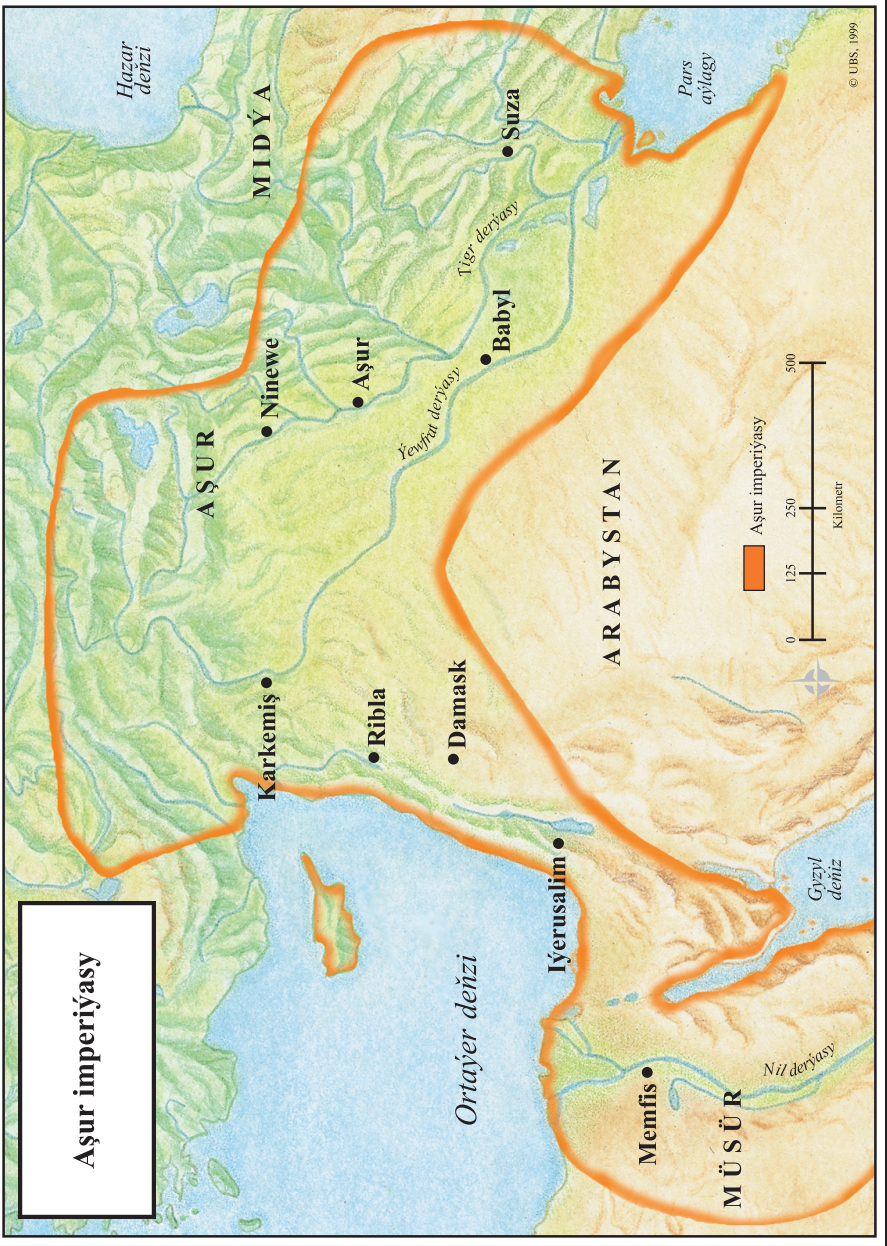 Aşur imperiýasy
Hazar
deňzi
MIDÝA
Suza
Pars
aýlagy
© UBS, 1999
Tigr derýasy
Ninewe
Aşur
Babyl
Ýewfrat derýasy
AŞUR
Karkemiş
Ribla
Damask
ARABYSTAN
Aşur imperiýasy
0
125
250
500
Kilometr
Iýerusalim
Ortaýer deňzi
Gyzyl
deňiz
Memfis
MÜSÜR
Nil derýasy